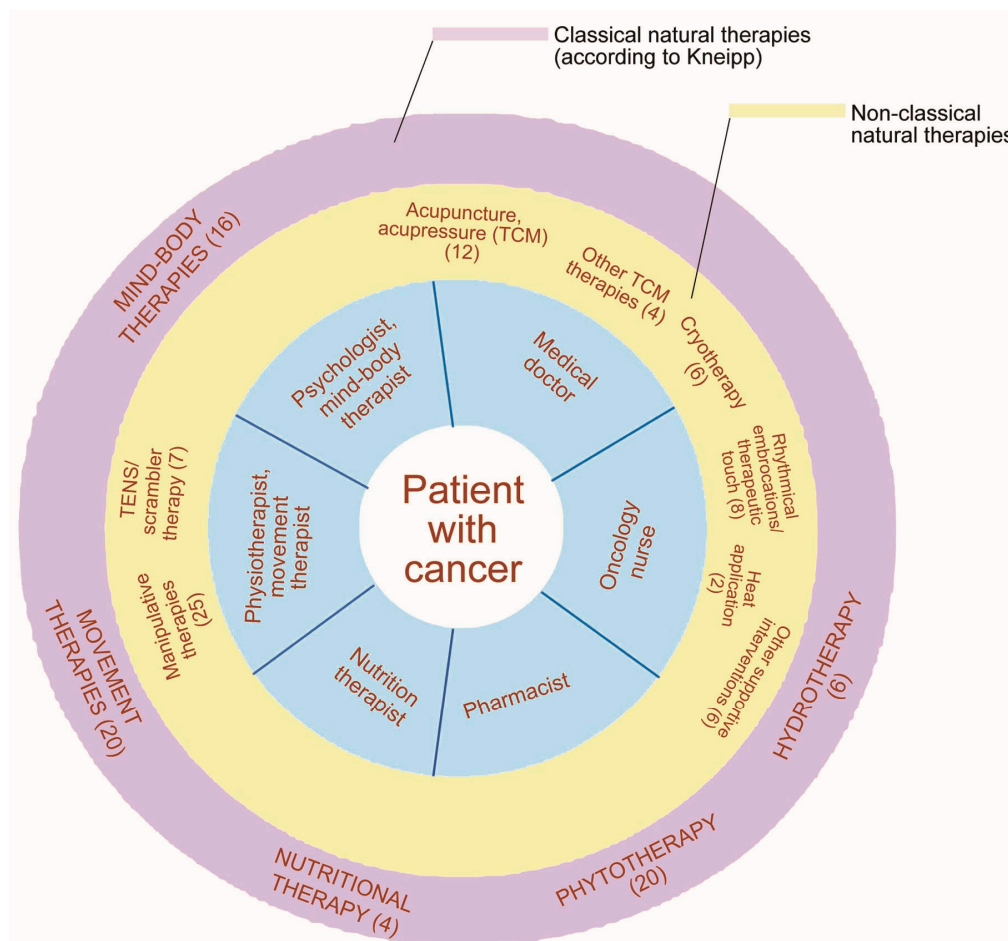 Classical natural therapies
(according to Kneipp)
Non-classical
natural therapies
MIND-BODY
THERAPIES (16)
Acupuncture,
acupressure (TCM)
(12)
Other TCM
therapies (4)
Cryotherapy
(6)
Rhythmical
embrocations/
therapeutic
touch (8)
Heat
application
(2)
Other supportive
interventions (6)
TENS/
scrambler
therapy (7)
Manipulative
therapies
(25)
Psychologist,
mind-body
therapist
Medical
doctor
Oncology
nurse
Pharmacist
Nutrition
therapist
Physiotherapist,
movement
therapist
Patient
with
cancer
MOVEMENT
THERAPIES (20)
HYDROTHERAPY
(9)
PHYTOTHERAPY
(20)
NUTRITIONAL
THERAPY (4)